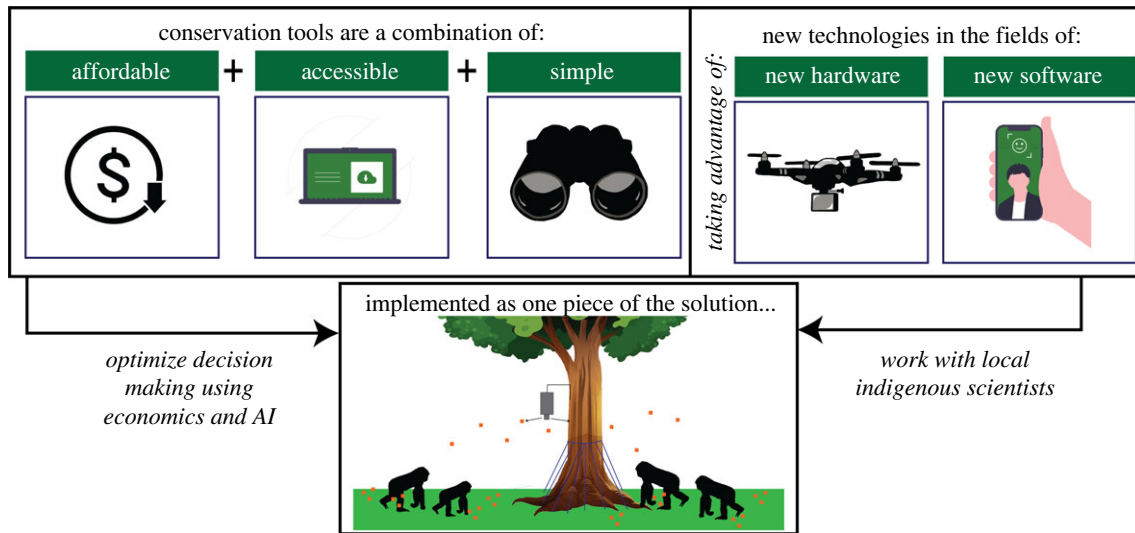 conservation tools are a combination of:
affordable + accessible + simple
$
taking advantage of:
new technologies in the fields of:
new hardware
new software
implemented as one piece of the solution...
optimize decision
making using
economics and AI
work with local
indigenous scientists